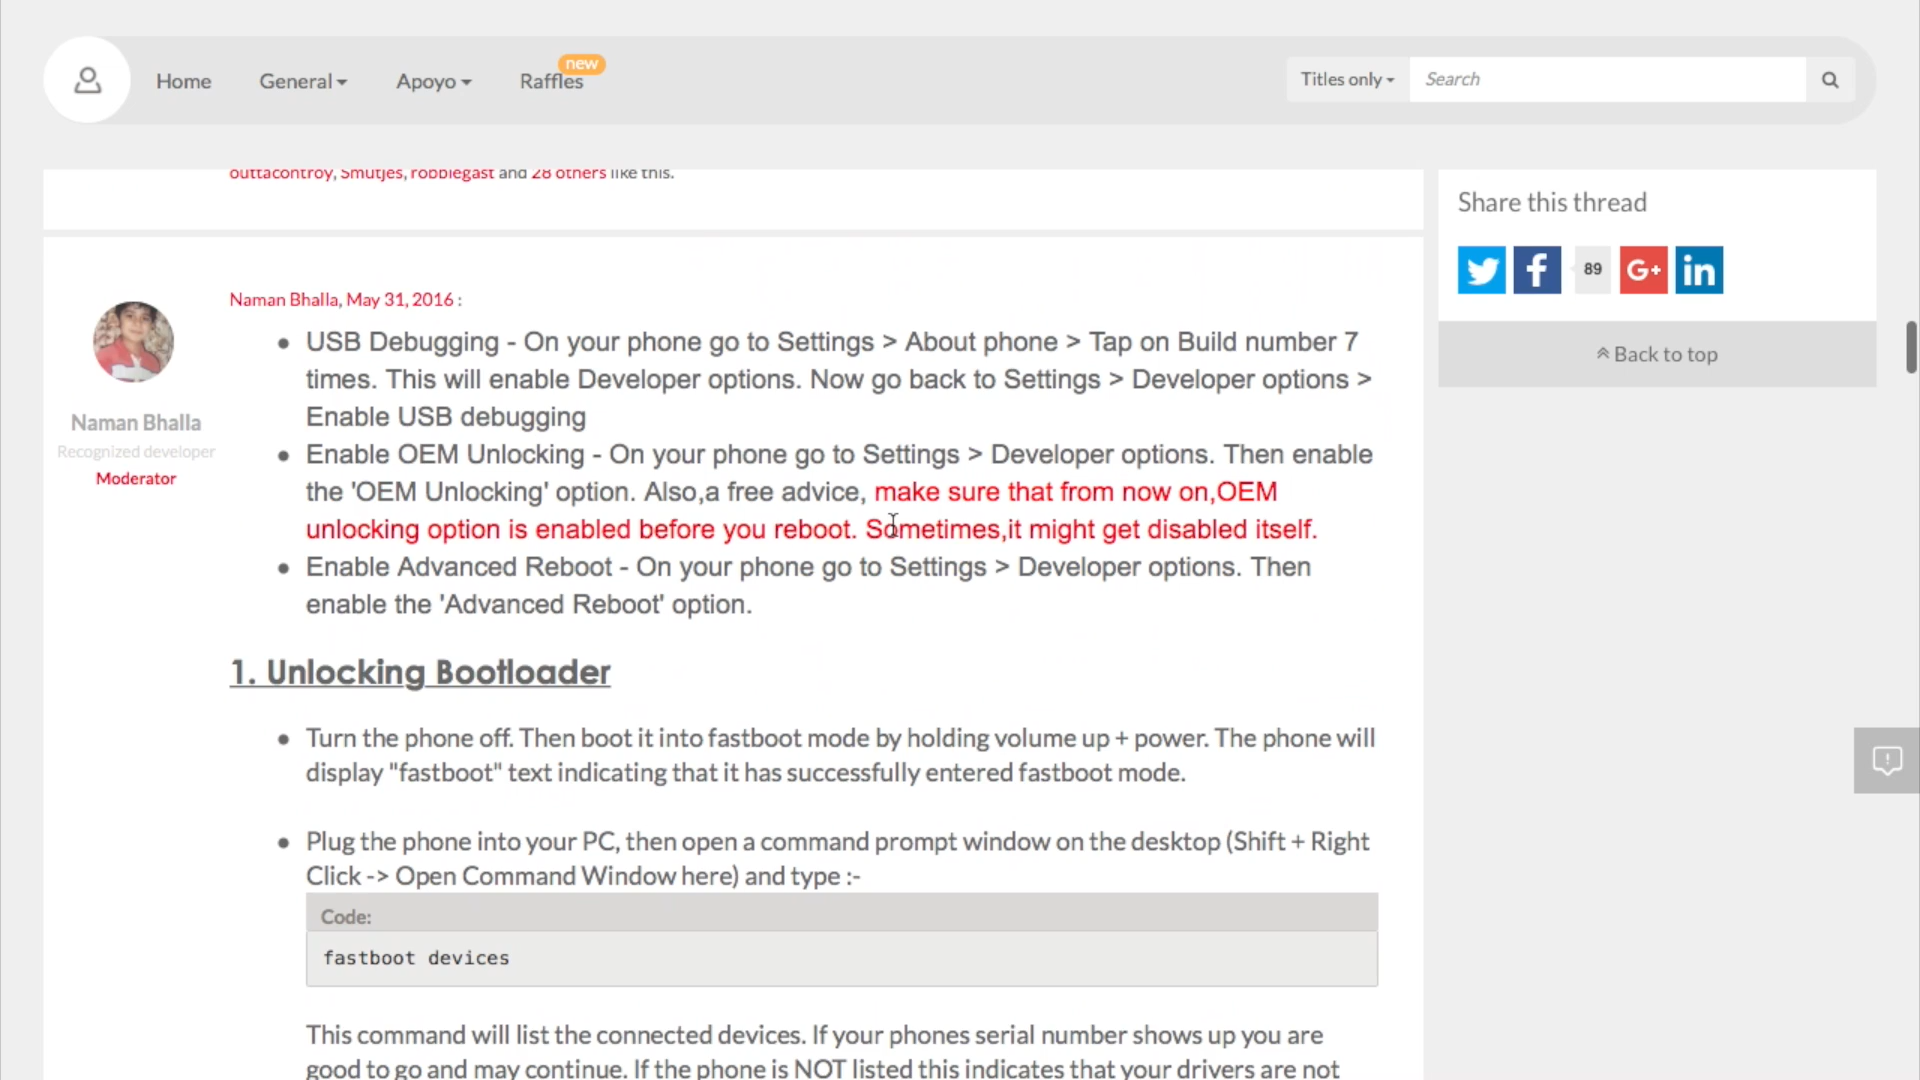 Home General Apoyo Raffles new Titles only Search
outtacontroy, Smutjes, robbiegast and 28 others like this.
Share this thread
89
Back to top
Naman Bhalla, May 31, 2016 :
Naman Bhalla
Recognized developer
Moderator
USB Debugging - On your phone go to Settings > About phone > Tap on Build number 7
times. This will enable Developer options. Now go back to Settings > Developer options >
Enable USB debugging
Enable OEM Unlocking - On your phone go to Settings > Developer options. Then enable
the 'OEM Unlocking' option. Also,a free advice, make sure that from now on,OEM
unlocking option is enabled before you reboot. Sometimes,it might get disabled itself.
Enable Advanced Reboot - On your phone go to Settings > Developer options. Then
enable the 'Advanced Reboot' option.
1. Unlocking Bootloader
Turn the phone off. Then boot it into fastboot mode by holding volume up + power. The phone will
display "fastboot" text indicating that it has successfully entered fastboot mode.
Plug the phone into your PC, then open a command prompt window on the desktop (Shift + Right
Click -> Open Command Window here) and type :-
Code:
fastboot devices
This command will list the connected devices. If your phones serial number shows up you are
good to go and may continue. If the phone is NOT listed this indicates that your drivers are not